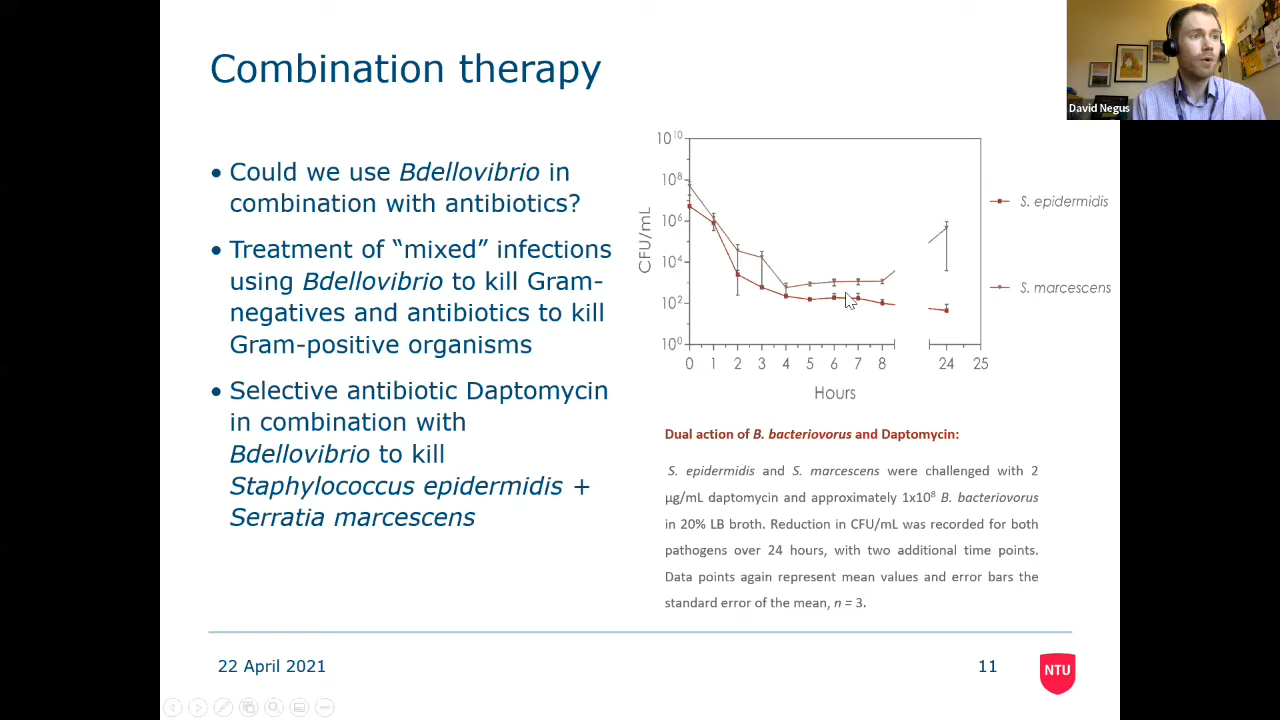 Combination therapy
David Negus
• Could we use Bdellovibrio in
combination with antibiotics?
• Treatment of “mixed” infections
using Bdellovibrio to kill Gram-
negatives and antibiotics to kill
Gram-positive organisms
• Selective antibiotic Daptomycin
in combination with
Bdellovibrio to kill
Staphylococcus epidermidis +
Serratia marcescens
CFU/mL
10¹⁰
10⁸
10⁶
10⁴
10²
10⁰
0 1 2 3 4 5 6 7 8 24 25
Hours
S. epidermidis
S. marcescens
Dual action of B. bacteriovorus and Daptomycin:
S. epidermidis and S. marcescens were challenged with 2
µg/mL daptomycin and approximately 1x10⁸ B. bacteriovorus
in 20% LB broth. Reduction in CFU/mL was recorded for both
pathogens over 24 hours, with two additional time points.
Data points again represent mean values and error bars the
standard error of the mean, n = 3.
22 April 2021
11
NTU